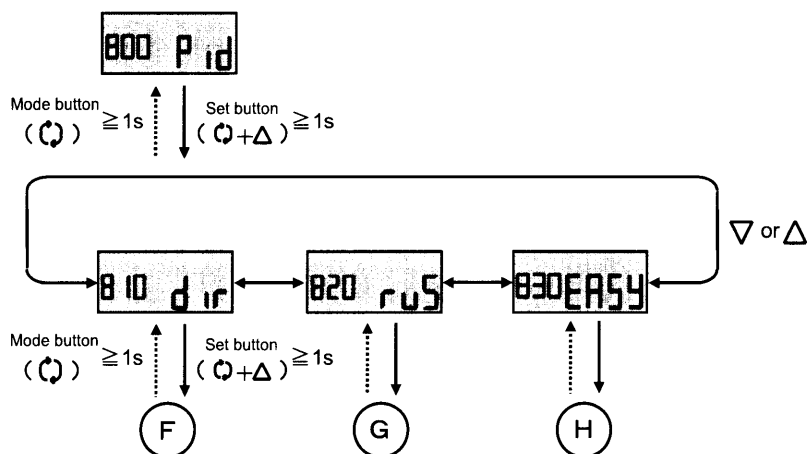 800 Pid
Mode button ≧1s Set button ≧1s
( ) ( +△)
▽ or △
810 dir 820 ruS 830 EASY
Mode button ≧1s Set button ≧1s
( ) ( +△)
F G H